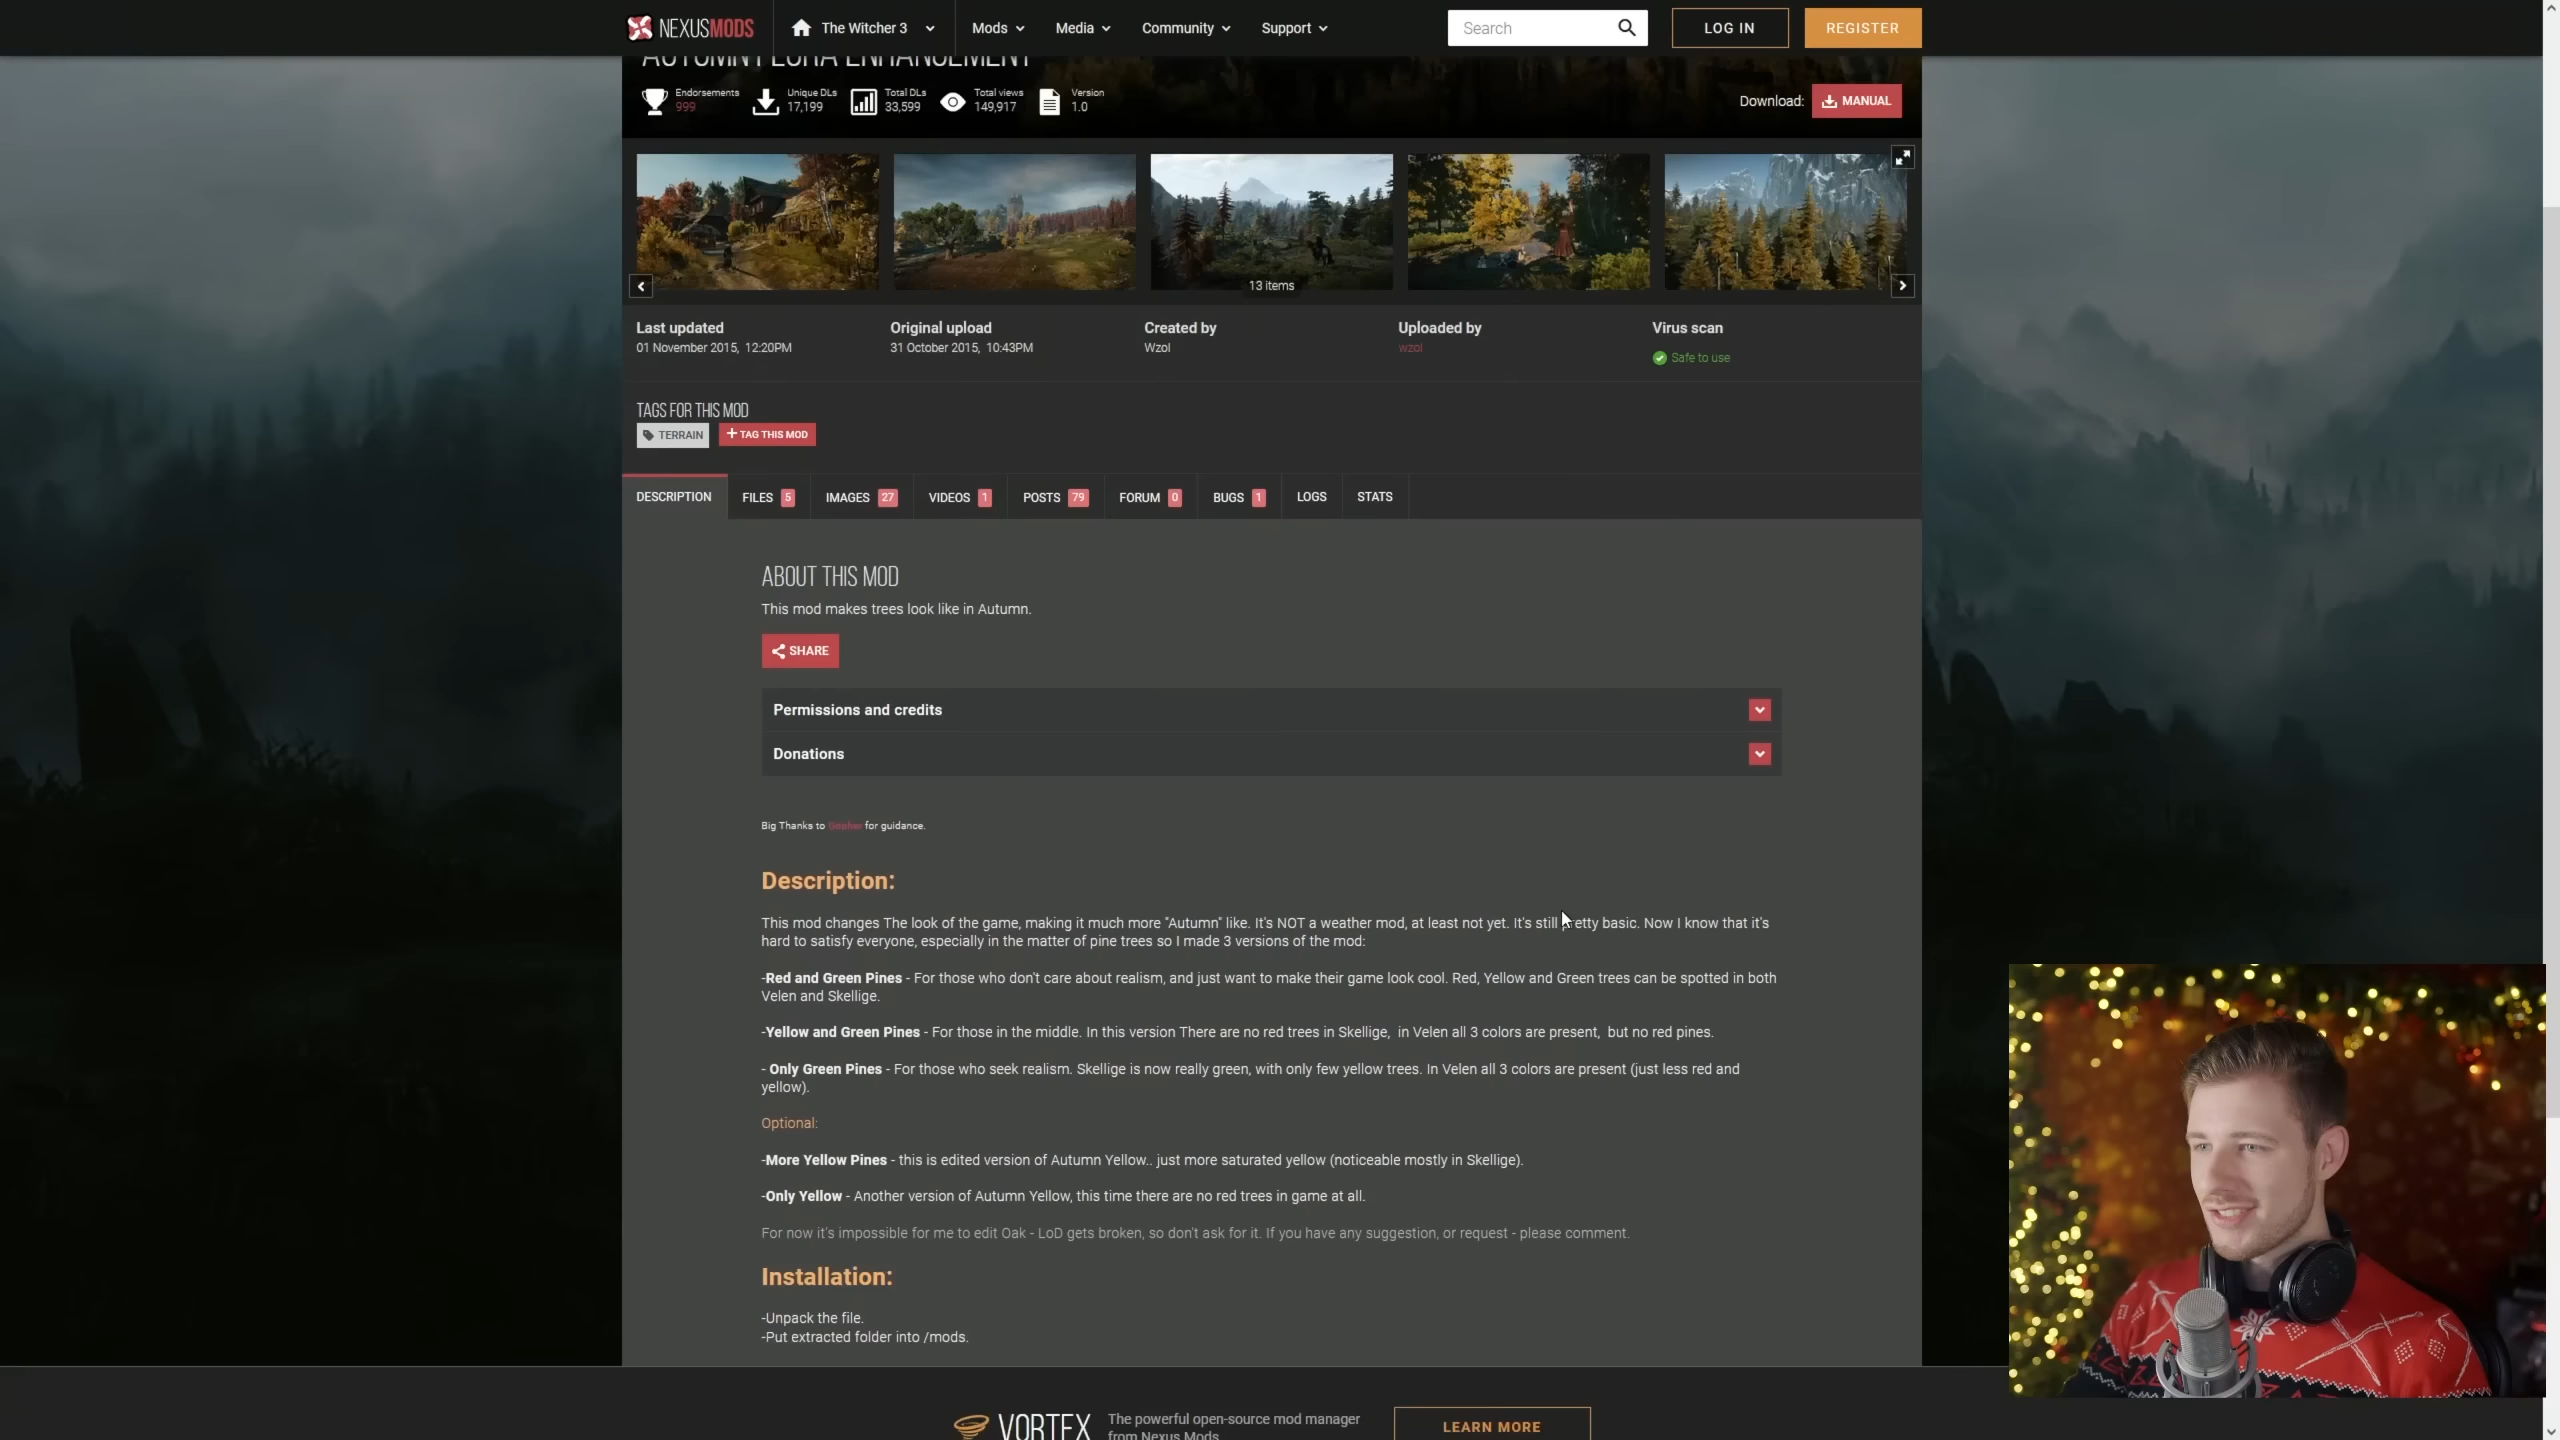 NEXUSMODS
The Witcher 3
Mods
Media
Community
Support
Search
LOG IN
REGISTER
AUTUMN FLORA ENHANCEMENT
Endorsements
999
Unique DLs
17,199
Total DLs
33,599
Total views
149,917
Version
1.0
Download:
MANUAL
13 items
Last updated
01 November 2015, 12:20PM
Original upload
31 October 2015, 10:43PM
Created by
Wzol
Uploaded by
wzol
Virus scan
Safe to use
TAGS FOR THIS MOD
TERRAIN
+ TAG THIS MOD
DESCRIPTION
FILES 5
IMAGES 27
VIDEOS 1
POSTS 79
FORUM 0
BUGS 1
LOGS
STATS
ABOUT THIS MOD
This mod makes trees look like in Autumn.
SHARE
Permissions and credits
Donations
Big Thanks to Gopher for guidance.
Description:
This mod changes The look of the game, making it much more "Autumn" like. It's NOT a weather mod, at least not yet. It's still pretty basic. Now I know that it's
hard to satisfy everyone, especially in the matter of pine trees so I made 3 versions of the mod:
-Red and Green Pines - For those who don't care about realism, and just want to make their game look cool. Red, Yellow and Green trees can be spotted in both
Velen and Skellige.
-Yellow and Green Pines - For those in the middle. In this version There are no red trees in Skellige, in Velen all 3 colors are present, but no red pines.
- Only Green Pines - For those who seek realism. Skellige is now really green, with only few yellow trees. In Velen all 3 colors are present (just less red and
yellow).
Optional:
-More Yellow Pines - this is edited version of Autumn Yellow.. just more saturated yellow (noticeable mostly in Skellige).
-Only Yellow - Another version of Autumn Yellow, this time there are no red trees in game at all.
For now it's impossible for me to edit Oak - LoD gets broken, so don't ask for it. If you have any suggestion, or request - please comment.
Installation:
-Unpack the file.
-Put extracted folder into /mods.
VORTEX
The powerful open-source mod manager
from Nexus Mods
LEARN MORE